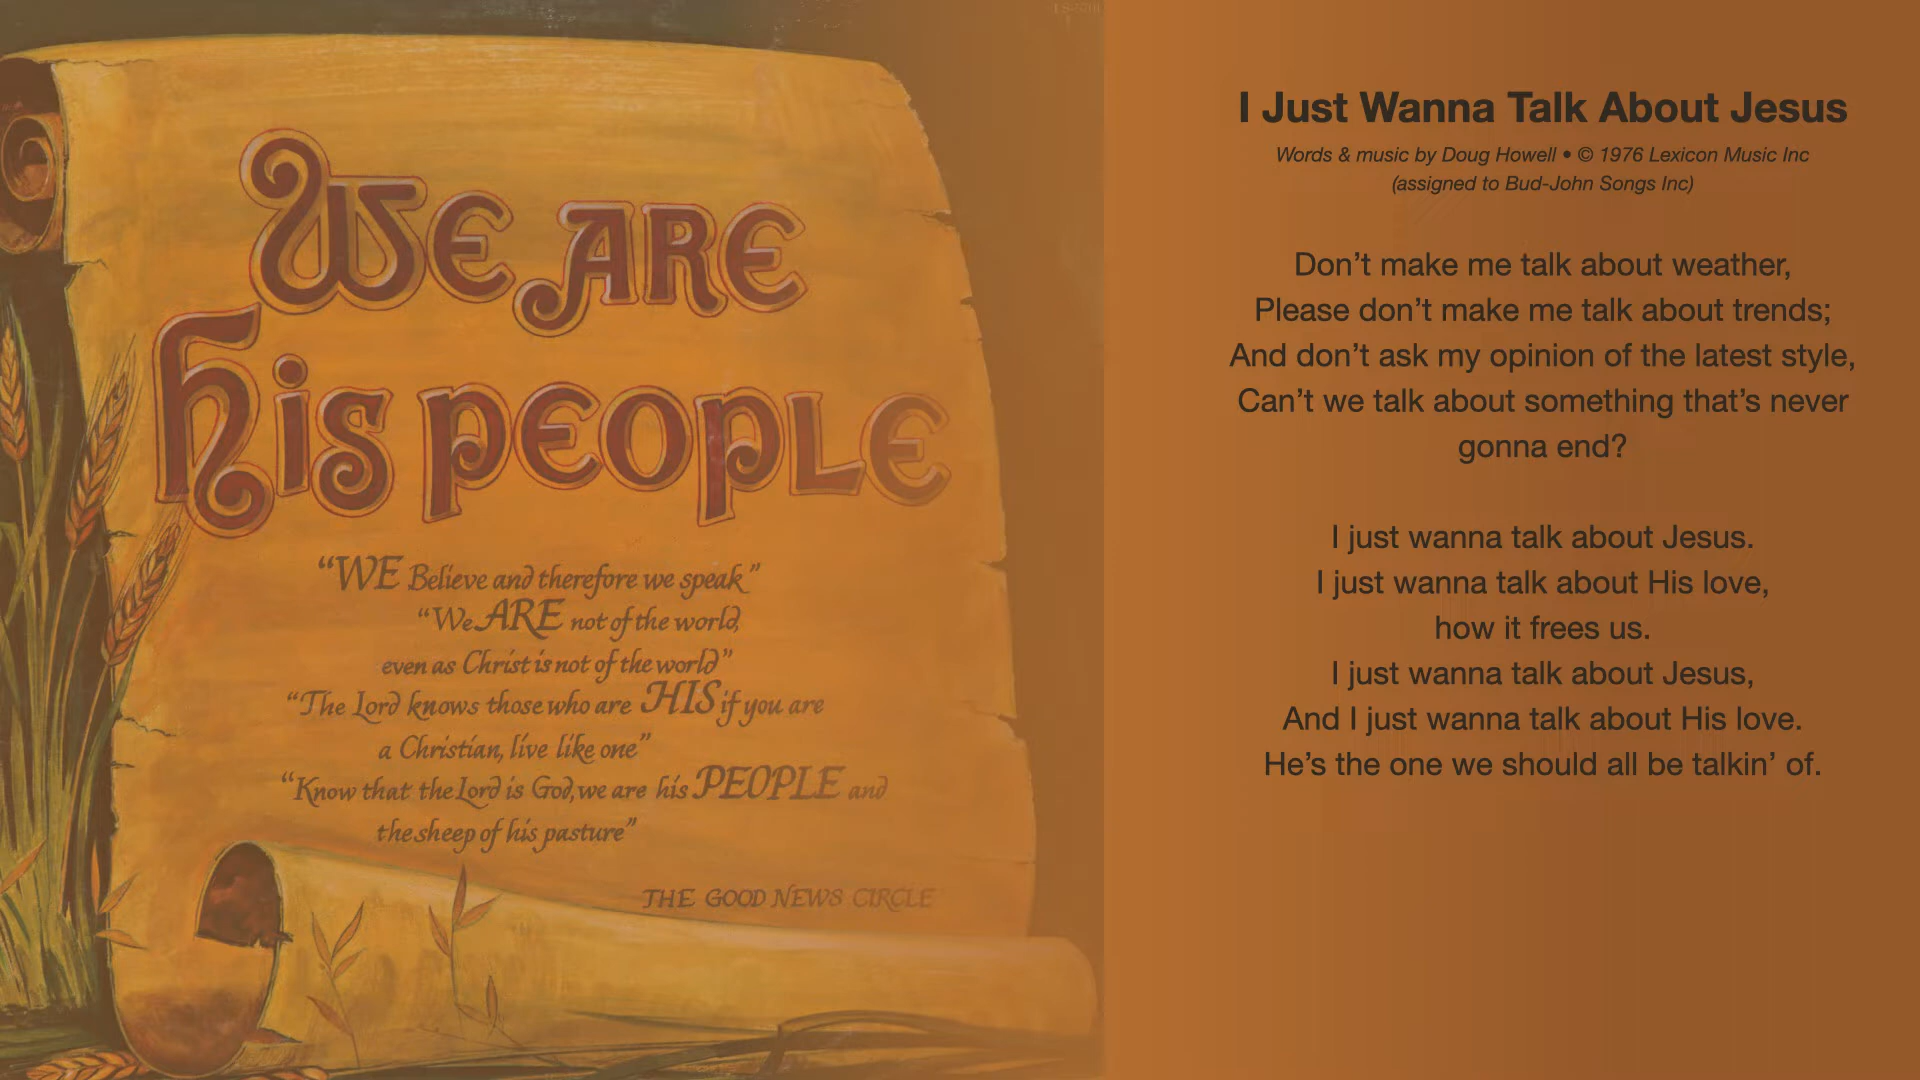 WE ARE
his PEOPLE
“WE Believe and therefore we speak”
“We ARE not of the world,
even as Christ is not of the world”
“The Lord knows those who are HIS if you are
a Christian, live like one”
“Know that the Lord is God, we are his PEOPLE and
the sheep of his pasture”
THE GOOD NEWS CIRCLE
I Just Wanna Talk About Jesus
Words & music by Doug Howell • © 1976 Lexicon Music Inc
(assigned to Bud-John Songs Inc)
Don’t make me talk about weather,
Please don’t make me talk about trends;
And don’t ask my opinion of the latest style,
Can’t we talk about something that’s never
gonna end?
I just wanna talk about Jesus.
I just wanna talk about His love,
how it frees us.
I just wanna talk about Jesus,
And I just wanna talk about His love.
He’s the one we should all be talkin’ of.